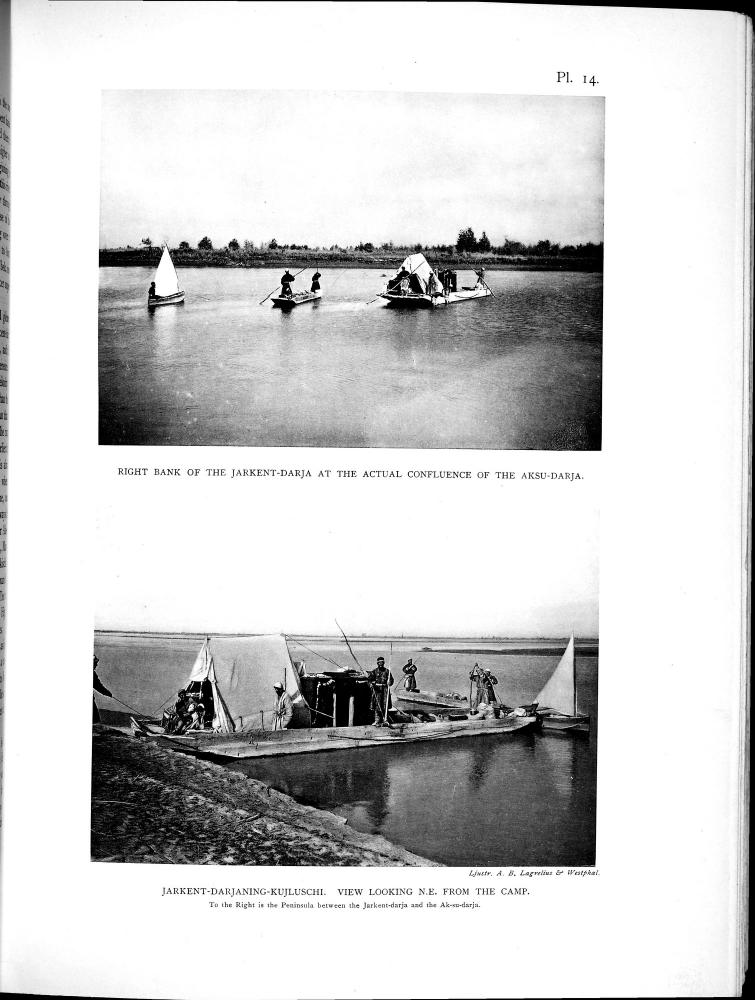 Pl. 14.
RIGHT BANK OF THE JARKENT-DARJA AT THE ACTUAL CONFLUENCE OF THE AKSU-DARJA.
Ljustr. A. B. Lagrelius & Westphal.
JARKENT-DARJANING-KUJLUSCHI. VIEW LOOKING N.E. FROM THE CAMP.
To the Right is the Peninsula between the Jarkent-darja and the Ak-su-darja.